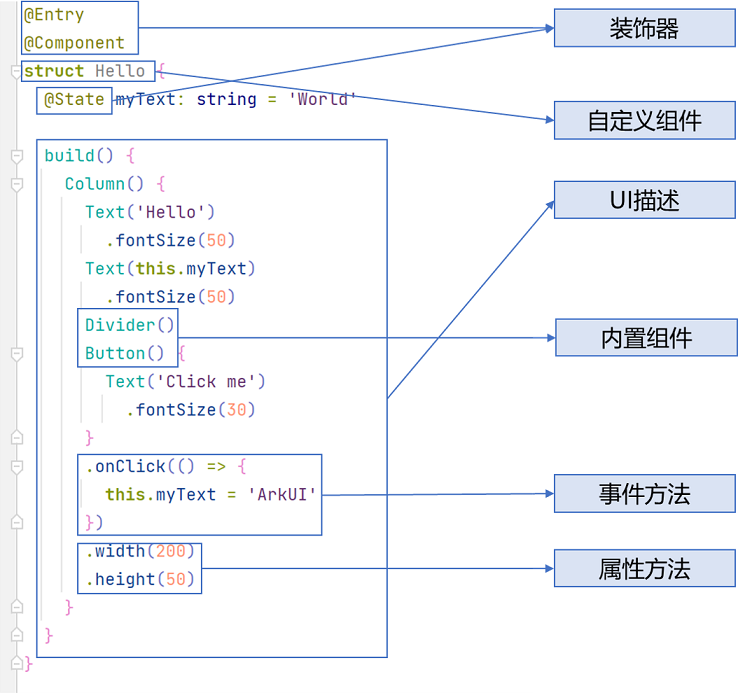 @Entry
@Component
struct Hello {
@State myText: string = 'World'
build() {
Column() {
Text('Hello')
.fontSize(50)
Text(this.myText)
.fontSize(50)
Divider()
Button() {
Text('Click me')
.fontSize(30)
}
.onClick(() => {
this.myText = 'ArkUI'
})
.width(200)
.height(50)
}
}
}
装饰器
自定义组件
UI描述
内置组件
事件方法
属性方法